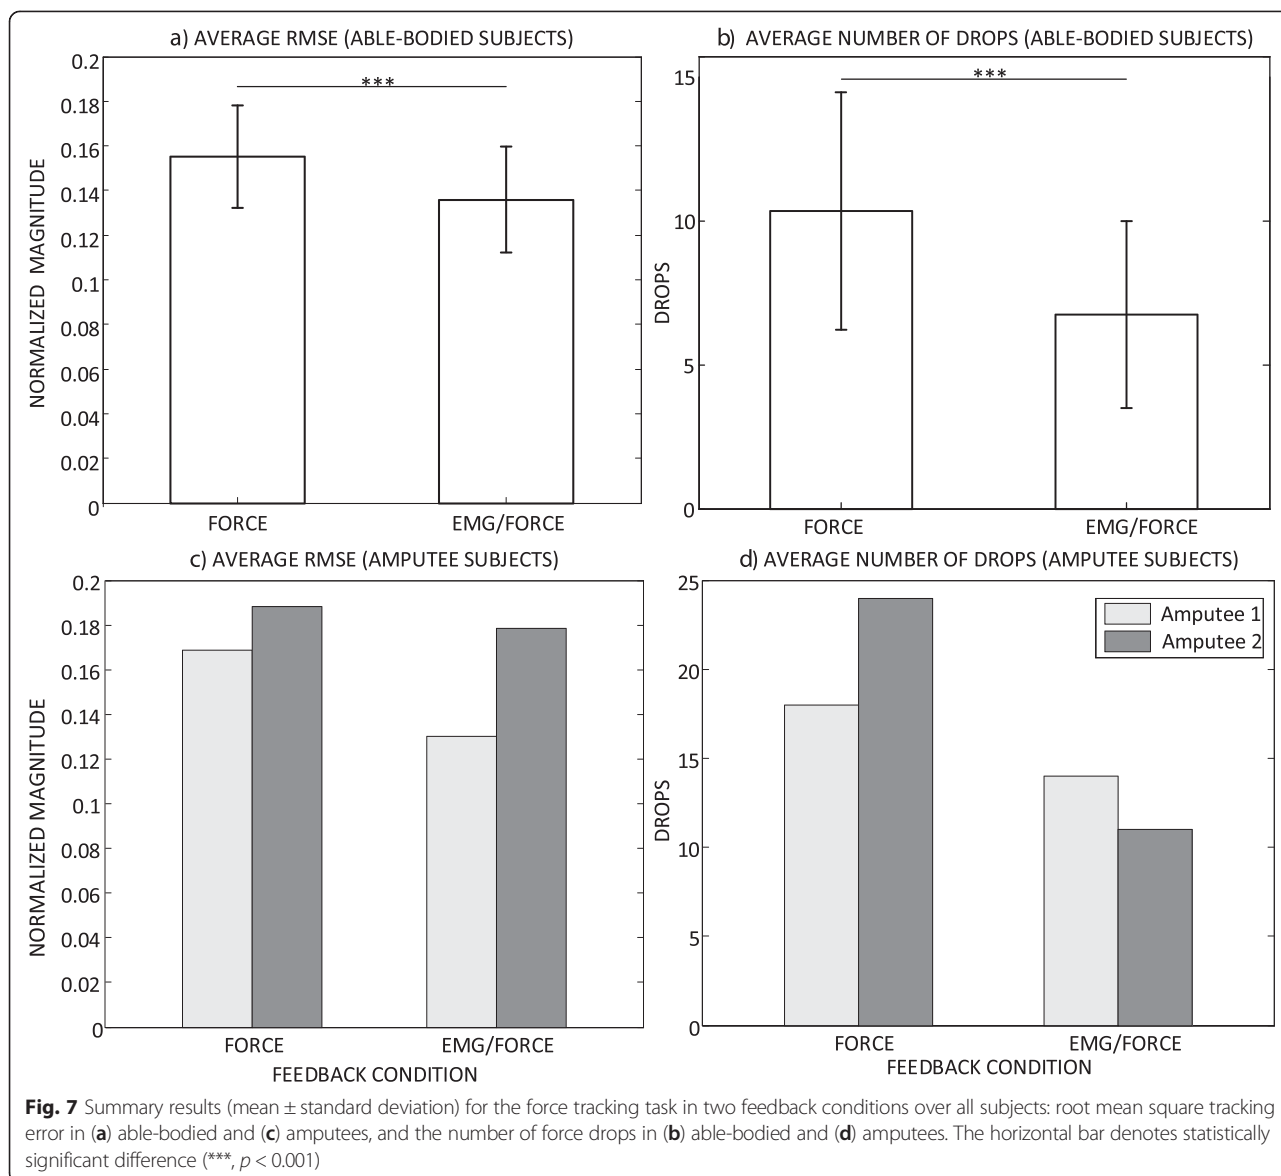 a) AVERAGE RMSE (ABLE-BODIED SUBJECTS)
0.2
0.18
0.16
0.14
0.12
0.1
0.08
0.06
0.04
0.02
0
NORMALIZED MAGNITUDE
***
FORCE
EMG/FORCE
b) AVERAGE NUMBER OF DROPS (ABLE-BODIED SUBJECTS)
15
10
5
0
DROPS
***
FORCE
EMG/FORCE
c) AVERAGE RMSE (AMPUTEE SUBJECTS)
0.2
0.18
0.16
0.14
0.12
0.1
0.08
0.06
0.04
0.02
0
NORMALIZED MAGNITUDE
FORCE
EMG/FORCE
FEEDBACK CONDITION
d) AVERAGE NUMBER OF DROPS (AMPUTEE SUBJECTS)
25
20
15
10
5
0
DROPS
Amputee 1
Amputee 2
FORCE
EMG/FORCE
FEEDBACK CONDITION
Fig. 7 Summary results (mean ± standard deviation) for the force tracking task in two feedback conditions over all subjects: root mean square tracking
error in (a) able-bodied and (c) amputees, and the number of force drops in (b) able-bodied and (d) amputees. The horizontal bar denotes statistically
significant difference (***, p < 0.001)